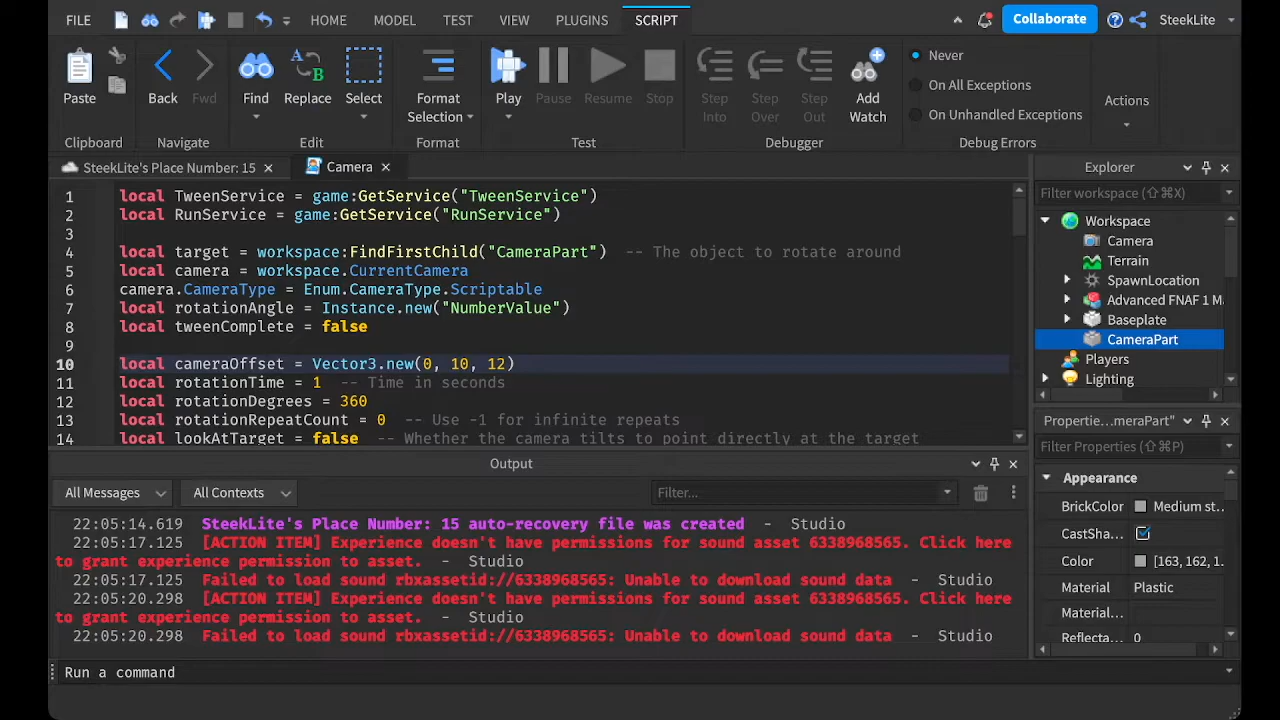 FILE HOME MODEL TEST VIEW PLUGINS SCRIPT Collaborate SteekLite
Paste Back Fwd Find Replace Select Format Selection Play Pause Resume Stop Step Into Step Over Step Out Add Watch
Never
On All Exceptions
On Unhandled Exceptions
Actions
Clipboard Navigate Edit Format Test Debugger Debug Errors
SteekLite's Place Number: 15 Camera
1 local TweenService = game:GetService("TweenService")
2 local RunService = game:GetService("RunService")
3
4 local target = workspace:FindFirstChild("CameraPart") -- The object to rotate around
5 local camera = workspace.CurrentCamera
6 camera.CameraType = Enum.CameraType.Scriptable
7 local rotationAngle = Instance.new("NumberValue")
8 local tweenComplete = false
9
10 local cameraOffset = Vector3.new(0, 10, 12)
11 local rotationTime = 1 -- Time in seconds
12 local rotationDegrees = 360
13 local rotationRepeatCount = 0 -- Use -1 for infinite repeats
14 local lookAtTarget = false -- Whether the camera tilts to point directly at the target
Explorer
Filter workspace (⇧⌘X)
Workspace
Camera
Terrain
SpawnLocation
Advanced FNAF 1 M
Baseplate
CameraPart
Players
Lighting
Properties...meraPart"
Filter Properties (⇧⌘P)
Appearance
BrickColor Medium st...
CastSha...
Color [163, 162, 1...
Material Plastic
Material...
Reflecta... 0
Output
All Messages All Contexts Filter...
22:05:14.619 SteekLite's Place Number: 15 auto-recovery file was created - Studio
22:05:17.125 [ACTION ITEM] Experience doesn't have permissions for sound asset 6338968565. Click here
to grant experience permission to asset. - Studio
22:05:17.125 Failed to load sound rbxassetid://6338968565: Unable to download sound data - Studio
22:05:20.298 [ACTION ITEM] Experience doesn't have permissions for sound asset 6338968565. Click here
to grant experience permission to asset. - Studio
22:05:20.298 Failed to load sound rbxassetid://6338968565: Unable to download sound data - Studio
Run a command